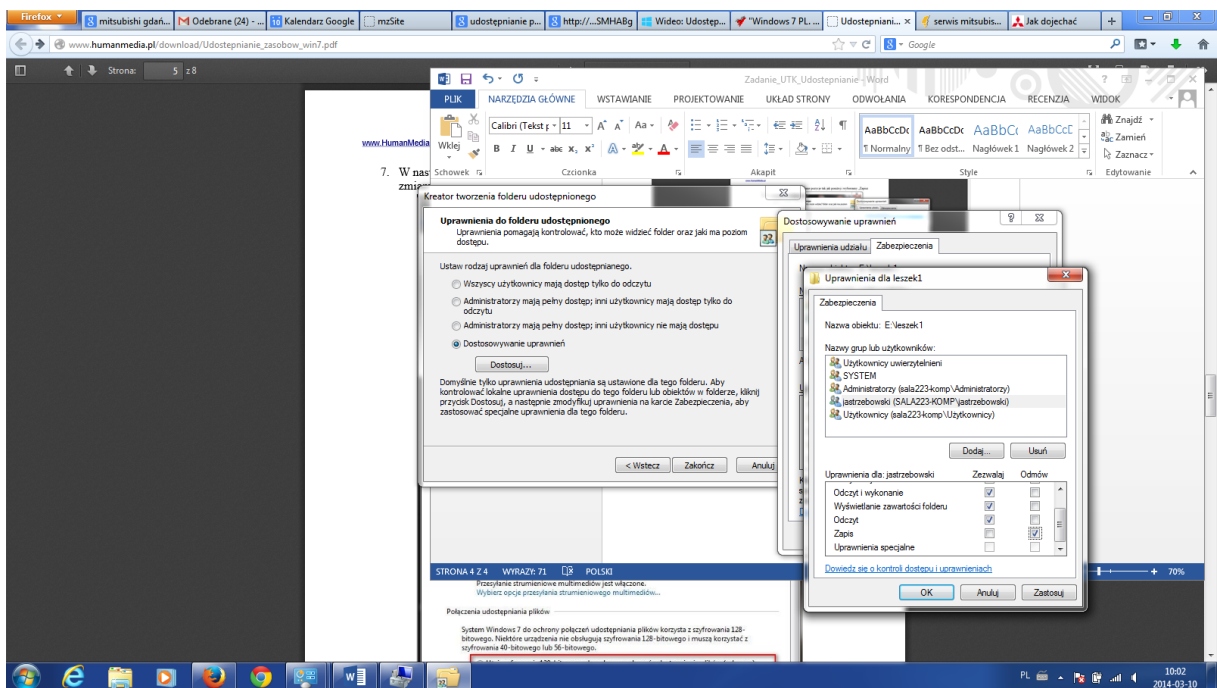 Firefox
mitsubishi gdań...
Odebrane (24) - ...
Kalendarz Google
mzSite
udostępnianie p...
http://...SMHABg
Wideo: Udostęp...
"Windows 7 PL. ...
Udostepniani...
serwis mitsubis...
Jak dojechać
www.humanmedia.pl/download/Udostepnianie_zasobow_win7.pdf
Google
Strona: 5 z 8
Zadanie_UTK_Udostepnianie - Word
PLIK NARZĘDZIA GŁÓWNE WSTAWIANIE PROJEKTOWANIE UKŁAD STRONY ODWOŁANIA KORESPONDENCJA RECENZJA WIDOK
Wklej
Calibri (Tekst p 11
AaBbCcDc AaBbCcDc AaBbCc AaBbCcE
¶ Normalny ¶ Bez odst... Nagłówek 1 Nagłówek 2
Znajdź
Zamień
Zaznacz
Schowek Czcionka Akapit Style Edytowanie
www.HumanMedia
7. W nas
zmian
Kreator tworzenia folderu udostępnionego
Uprawnienia do folderu udostępnionego
Uprawnienia pomagają kontrolować, kto może widzieć folder oraz jaki ma poziom
dostępu.
Ustaw rodzaj uprawnień dla folderu udostępnianego.
Wszyscy użytkownicy mają dostęp tylko do odczytu
Administratorzy mają pełny dostęp; inni użytkownicy mają dostęp tylko do
odczytu
Administratorzy mają pełny dostęp; inni użytkownicy nie mają dostępu
Dostosowywanie uprawnień
Dostosuj...
Domyślnie tylko uprawnienia udostępniania są ustawione dla tego folderu. Aby
kontrolować lokalne uprawnienia dostępu do tego folderu lub obiektów w folderze, kliknij
przycisk Dostosuj, a następnie zmodyfikuj uprawnienia na karcie Zabezpieczenia, aby
zastosować specjalne uprawnienia dla tego folderu.
< Wstecz Zakończ Anuluj
Dostosowywanie uprawnień
Uprawnienia udziału Zabezpieczenia
Uprawnienia dla leszek1
Zabezpieczenia
Nazwa obiektu: E:\leszek1
Nazwy grup lub użytkowników:
Użytkownicy uwierzytelnieni
SYSTEM
Administratorzy (sala223-komp\Administratorzy)
jastrzebowski (SALA223-KOMP\jastrzebowski)
Użytkownicy (sala223-komp\Użytkownicy)
Dodaj... Usuń
Uprawnienia dla: jastrzebowski Zezwalaj Odmów
Odczyt i wykonanie
Wyświetlanie zawartości folderu
Odczyt
Zapis
Uprawnienia specjalne
Dowiedz się o kontroli dostępu i uprawnieniach
OK Anuluj Zastosuj
STRONA 4 Z 4 WYRAZY: 71 POLSKI 70%
Przesyłanie strumieniowe multimediów jest włączone.
Wybierz opcje przesyłania strumieniowego multimediów...
Połączenia udostępniania plików
System Windows 7 do ochrony połączeń udostępniania plików korzysta z szyfrowania 128-
bitowego. Niektóre urządzenia nie obsługują szyfrowania 128-bitowego i muszą korzystać z
szyfrowania 40-bitowego lub 56-bitowego.
PL
10:02
2014-03-10